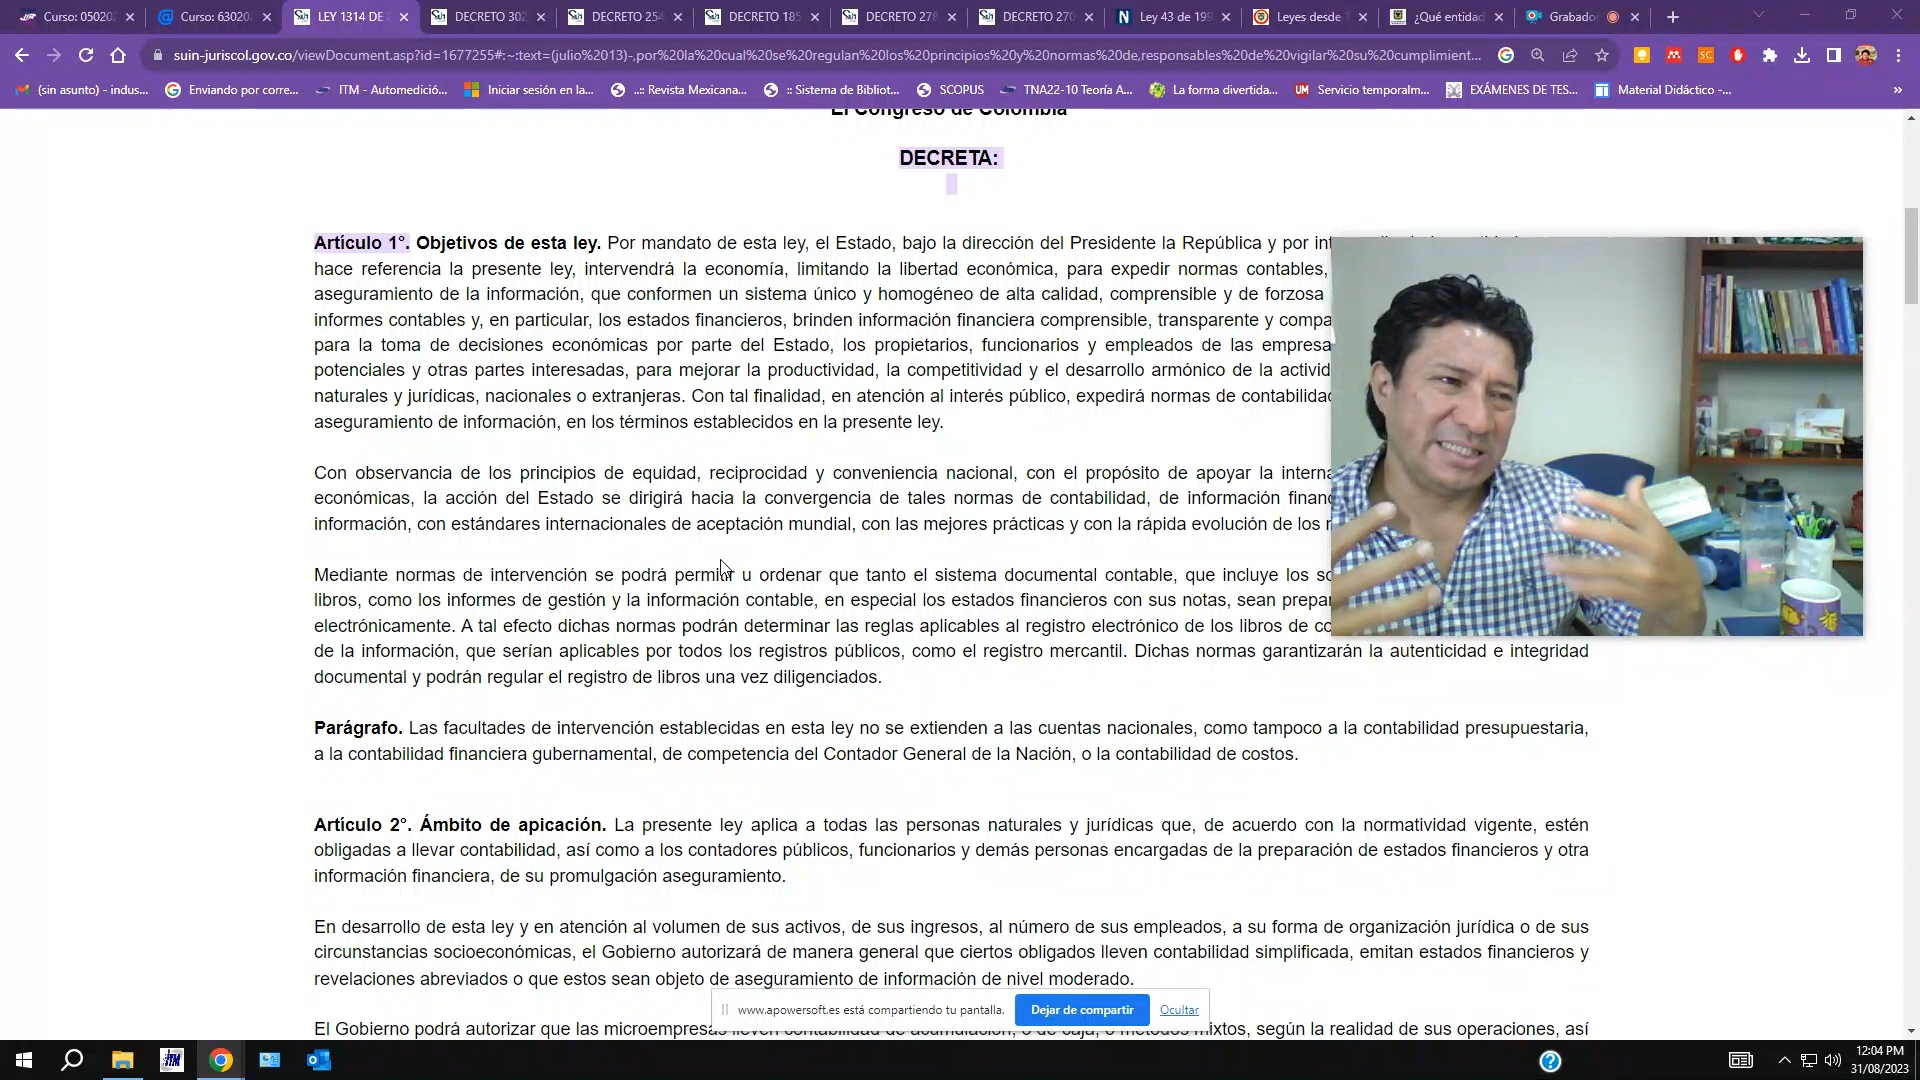 Curso: 05020
Curso: 63020
LEY 1314 DE 2
DECRETO 302
DECRETO 254
DECRETO 185
DECRETO 278
DECRETO 270
Ley 43 de 199
Leyes desde 1
¿Qué entidad
Grabador
suin-juriscol.gov.co/viewDocument.asp?id=1677255#:~:text=(julio%2013)-,por%20la%20cual%20se%20regulan%20los%20principios%20y%20normas%20de,responsables%20de%20vigilar%20su%20cumplimient...
(sin asunto) - indus...
Enviando por corre...
ITM - Automedició...
Iniciar sesión en la...
..:: Revista Mexicana...
:: Sistema de Bibliot...
SCOPUS
TNA22-10 Teoría A...
La forma divertida...
Servicio temporalm...
EXÁMENES DE TES...
Material Didáctico -...
»
El Congreso de Colombia
DECRETA:
Artículo 1°. Objetivos de esta ley. Por mandato de esta ley, el Estado, bajo la dirección del Presidente la República y por
hace referencia la presente ley, intervendrá la economía, limitando la libertad económica, para expedir normas contables,
aseguramiento de la información, que conformen un sistema único y homogéneo de alta calidad, comprensible y de forzosa
informes contables y, en particular, los estados financieros, brinden información financiera comprensible, transparente y compa
para la toma de decisiones económicas por parte del Estado, los propietarios, funcionarios y empleados de las empresa
potenciales y otras partes interesadas, para mejorar la productividad, la competitividad y el desarrollo armónico de la activid
naturales y jurídicas, nacionales o extranjeras. Con tal finalidad, en atención al interés público, expedirá normas de contabilidad
aseguramiento de información, en los términos establecidos en la presente ley.
Con observancia de los principios de equidad, reciprocidad y conveniencia nacional, con el propósito de apoyar la interna
económicas, la acción del Estado se dirigirá hacia la convergencia de tales normas de contabilidad, de información finan
información, con estándares internacionales de aceptación mundial, con las mejores prácticas y con la rápida evolución de los
Mediante normas de intervención se podrá permitir u ordenar que tanto el sistema documental contable, que incluye los so
libros, como los informes de gestión y la información contable, en especial los estados financieros con sus notas, sean prepar
electrónicamente. A tal efecto dichas normas podrán determinar las reglas aplicables al registro electrónico de los libros de co
de la información, que serían aplicables por todos los registros públicos, como el registro mercantil. Dichas normas garantizarán la autenticidad e integridad
documental y podrán regular el registro de libros una vez diligenciados.
Parágrafo. Las facultades de intervención establecidas en esta ley no se extienden a las cuentas nacionales, como tampoco a la contabilidad presupuestaria,
a la contabilidad financiera gubernamental, de competencia del Contador General de la Nación, o la contabilidad de costos.
Artículo 2°. Ámbito de apicación. La presente ley aplica a todas las personas naturales y jurídicas que, de acuerdo con la normatividad vigente, estén
obligadas a llevar contabilidad, así como a los contadores públicos, funcionarios y demás personas encargadas de la preparación de estados financieros y otra
información financiera, de su promulgación aseguramiento.
En desarrollo de esta ley y en atención al volumen de sus activos, de sus ingresos, al número de sus empleados, a su forma de organización jurídica o de sus
circunstancias socioeconómicas, el Gobierno autorizará de manera general que ciertos obligados lleven contabilidad simplificada, emitan estados financieros y
revelaciones abreviados o que estos sean objeto de aseguramiento de información de nivel moderado.
www.apowersoft.es está compartiendo tu pantalla.
Dejar de compartir
Ocultar
El Gobierno podrá autorizar que las microempresas lleven contabilidad de acumulación, o de caja, o métodos mixtos, según la realidad de sus operaciones, así
ITM
12:04 PM
31/08/2023